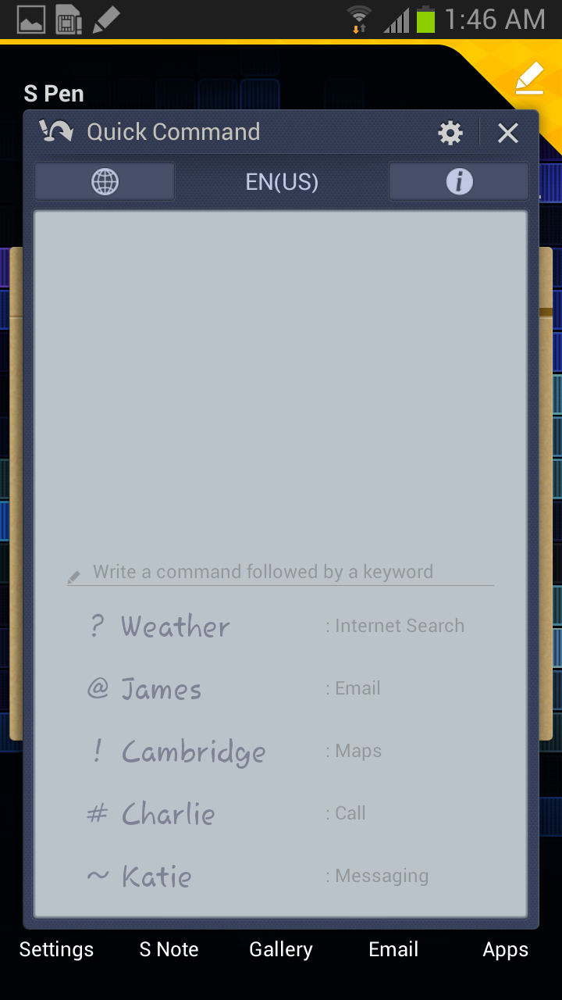 1:46 AM
S Pen
Quick Command
EN(US)
Write a command followed by a keyword
? Weather : Internet Search
@ James : Email
! Cambridge : Maps
# Charlie : Call
~ Katie : Messaging
Settings S Note Gallery Email Apps